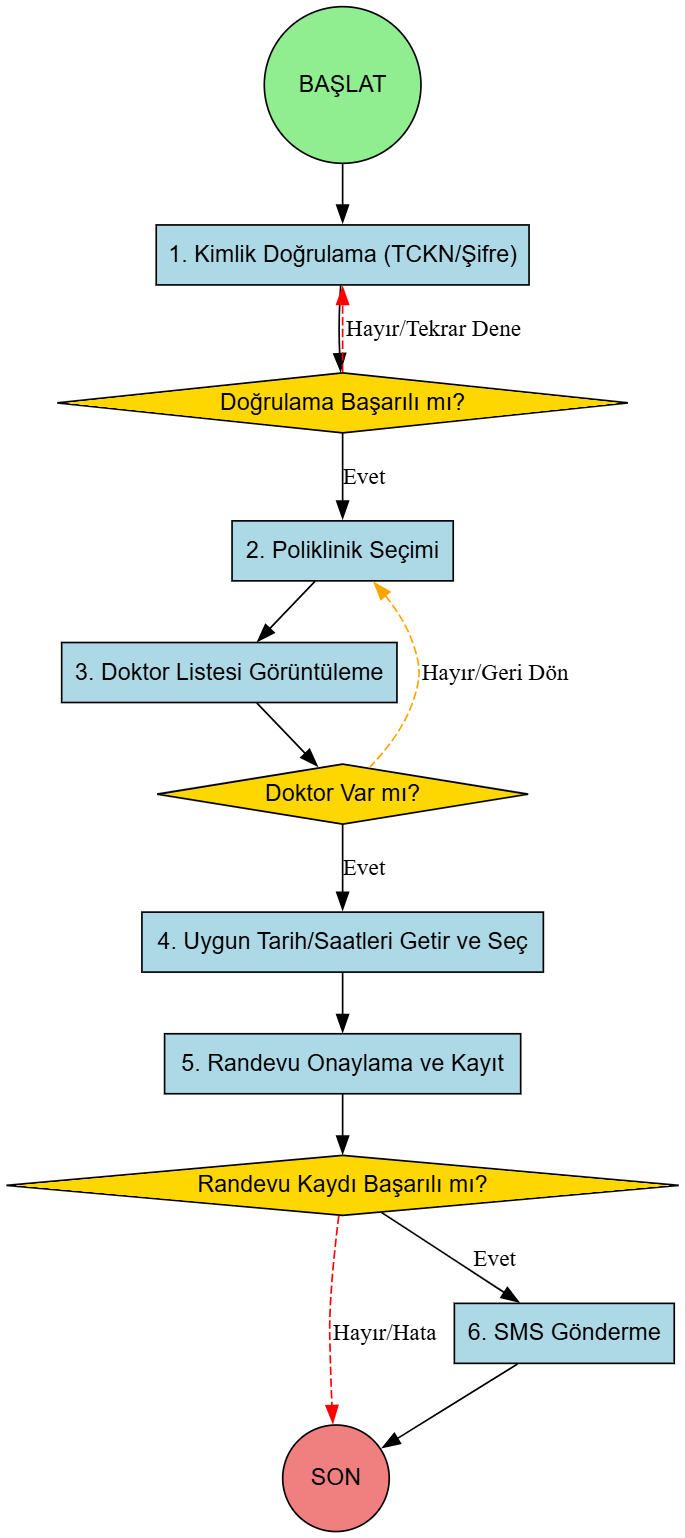 BAŞLAT
1. Kimlik Doğrulama (TCKN/Şifre)
Hayır/Tekrar Dene
Doğrulama Başarılı mı?
Evet
2. Poliklinik Seçimi
3. Doktor Listesi Görüntüleme
Hayır/Geri Dön
Doktor Var mı?
Evet
4. Uygun Tarih/Saatleri Getir ve Seç
5. Randevu Onaylama ve Kayıt
Randevu Kaydı Başarılı mı?
Evet
Hayır/Hata
6. SMS Gönderme
SON